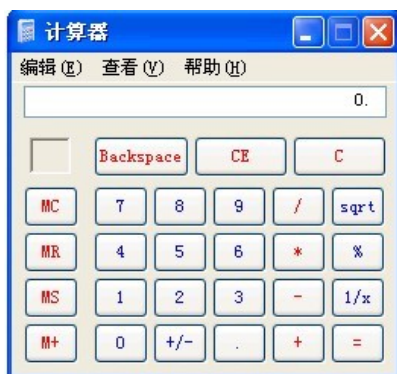 计算器
编辑(E) 查看(V) 帮助(H)
0.
Backspace CE C
MC 7 8 9 / sqrt
MR 4 5 6 * %
MS 1 2 3 - 1/x
M+ 0 +/- . + =